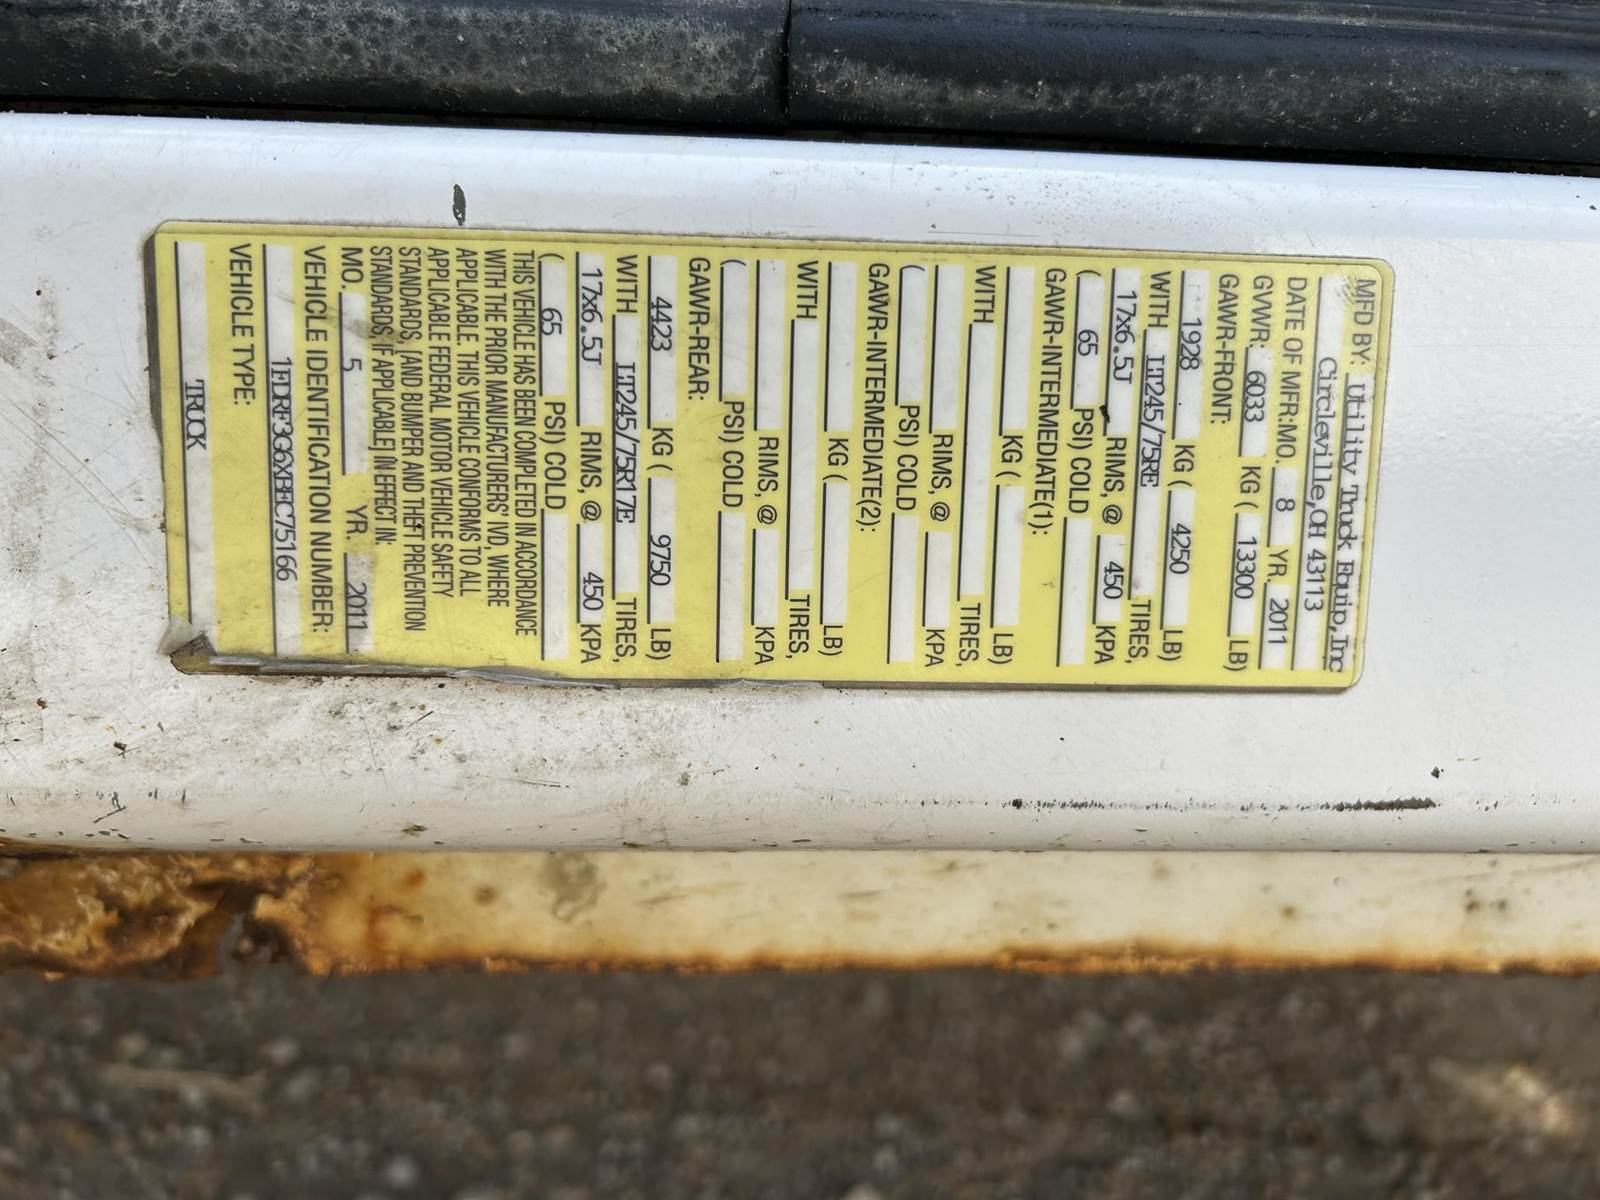 MFD BY: Utility Truck Equip,Inc
Circleville,OH 43113
DATE OF MFR:MO. 8 YR. 2011
GVWR: 6033 KG ( 13300 LB)
GAWR-FRONT:
1928 KG ( 4250 LB)
WITH LT245/75RE TIRES,
17x6.5J RIMS, @ 450 KPA
( 65 PSI) COLD
GAWR-INTERMEDIATE(1):
KG ( LB)
WITH TIRES,
RIMS, @ KPA
( PSI) COLD
GAWR-INTERMEDIATE(2):
KG ( LB)
WITH TIRES,
RIMS, @ KPA
( PSI) COLD
GAWR-REAR:
4423 KG ( 9750 LB)
WITH LT245/75R17E TIRES,
17x6.5J RIMS, @ 450 KPA
( 65 PSI) COLD
THIS VEHICLE HAS BEEN COMPLETED IN ACCORDANCE
WITH THE PRIOR MANUFACTURERS' IVD, WHERE
APPLICABLE. THIS VEHICLE CONFORMS TO ALL
APPLICABLE FEDERAL MOTOR VEHICLE SAFETY
STANDARDS, [AND BUMPER AND THEFT PREVENTION
STANDARDS, IF APPLICABLE] IN EFFECT IN:
MO. 5 YR. 2011
VEHICLE IDENTIFICATION NUMBER:
1FDRF3G6XBEC75166
VEHICLE TYPE:
TRUCK